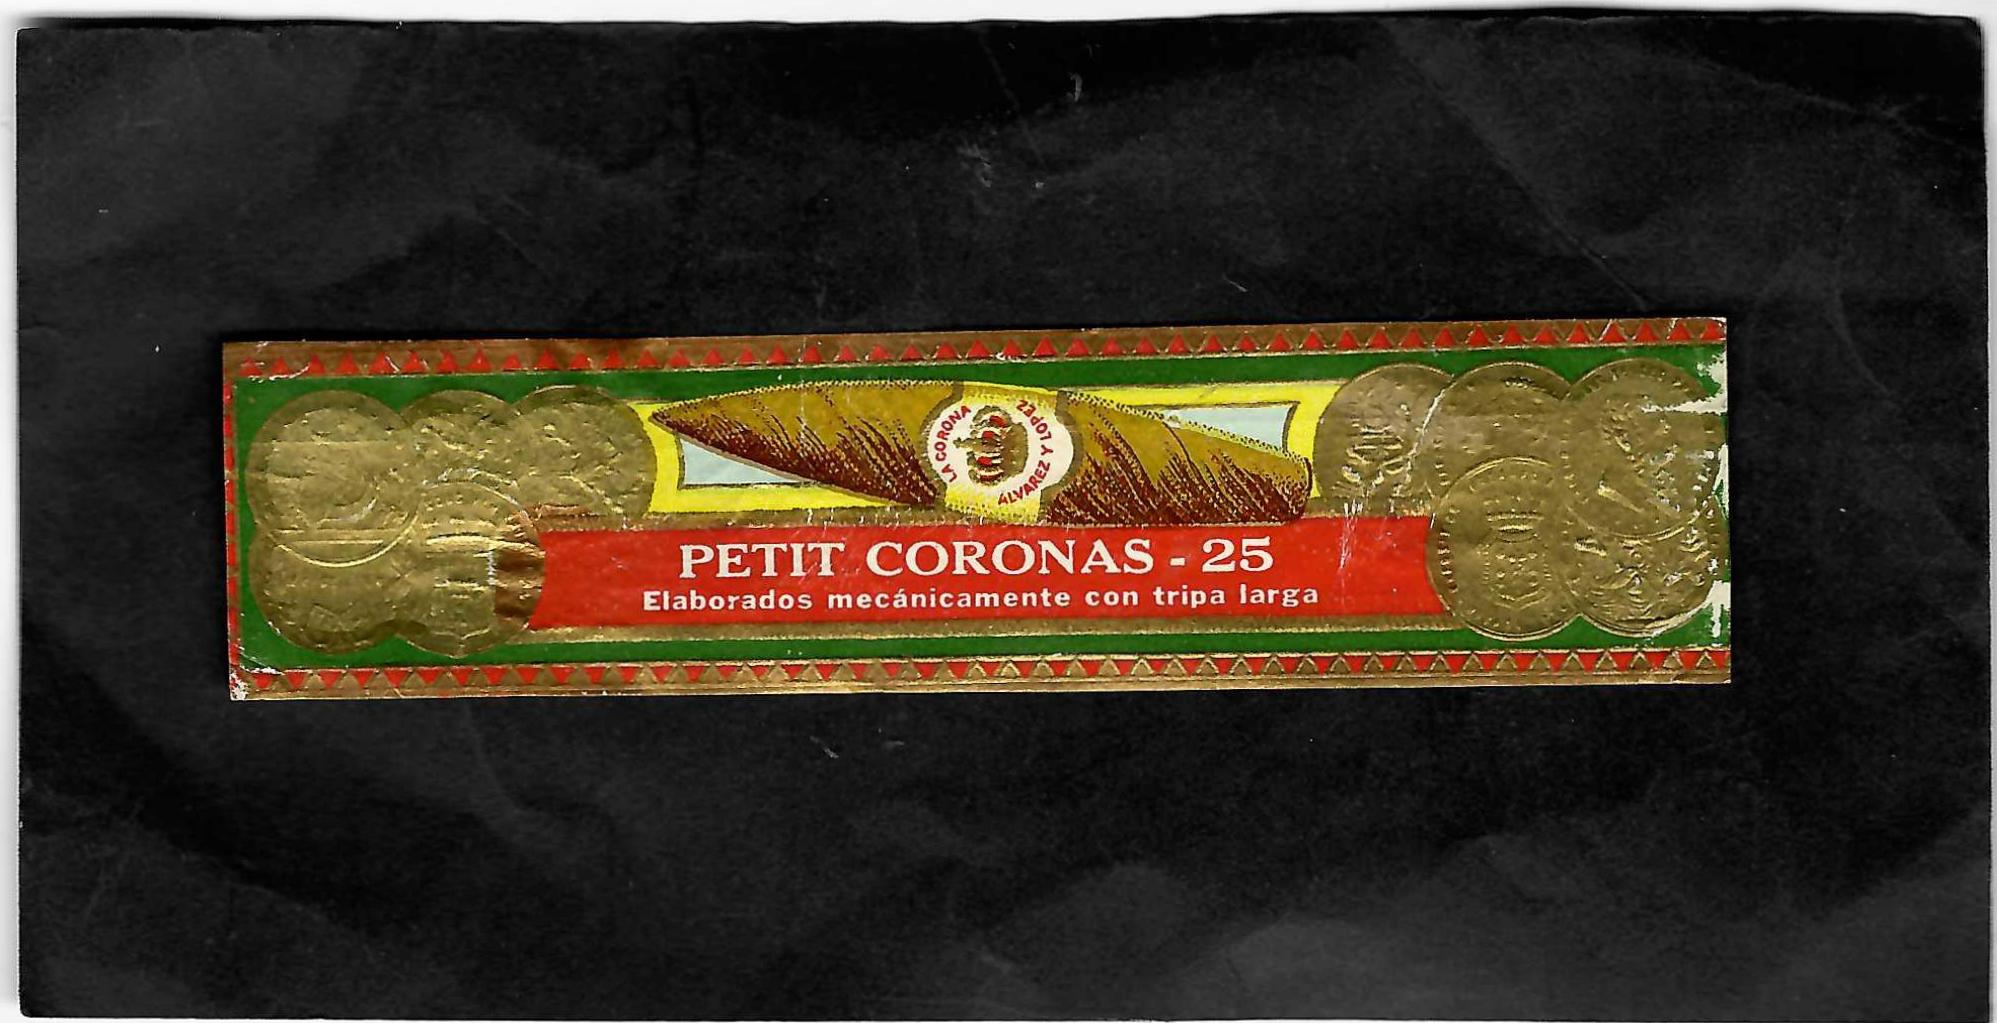 LA CORONA
ALVAREZ Y LOPEZ
PETIT CORONAS - 25
Elaborados mecánicamente con tripa larga